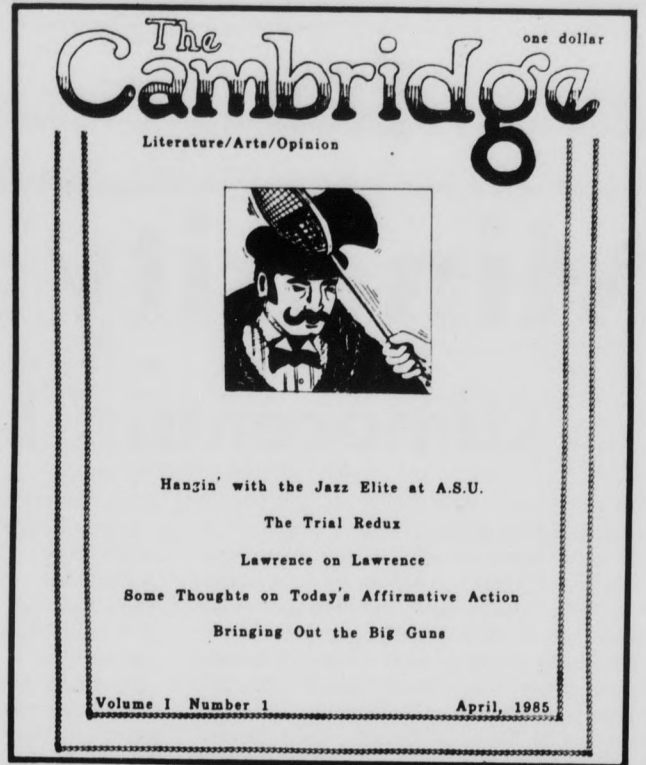 The
one dollar
Cambridge
Literature/Arts/Opinion
Hangin' with the Jazz Elite at A.S.U.
The Trial Redux
Lawrence on Lawrence
Some Thoughts on Today's Affirmative Action
Bringing Out the Big Guns
Volume I Number 1
April, 1985